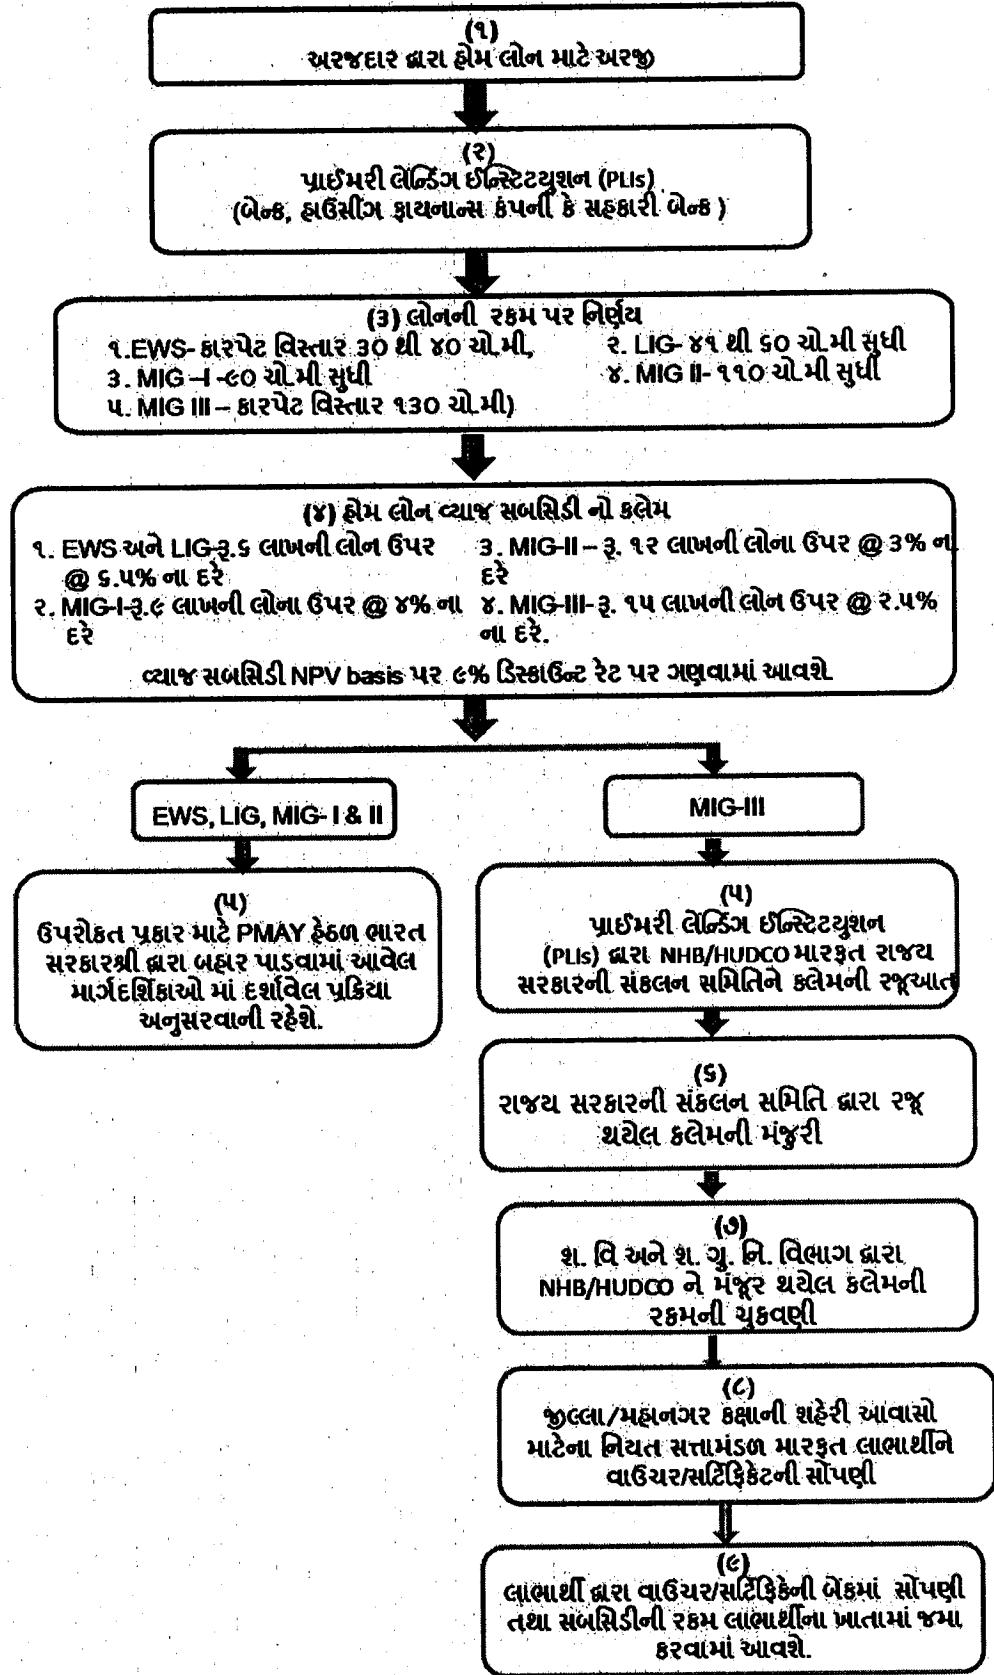 (૧)
અરજદાર દ્વારા હોમ લોન માટે અરજી
(૨)
પ્રાઈમરી લેન્ડિંગ ઈન્સ્ટિટયુશન (PLIs)
(બેન્ક, હાઉસીંગ ફાયનાન્સ કંપની કે સહકારી બેન્ક )
(૩) લોનની રકમ પર નિર્ણય
૧.EWS- કારપેટ વિસ્તાર ૩૦ થી ૪૦ ચો.મી,
૨. LIG- ૪૧ થી ૬૦ ચો.મી સુધી
૩. MIG –I -૯૦ ચો.મી સુધી
૪. MIG II- ૧૧૦ ચો.મી સુધી
૫. MIG III – કારપેટ વિસ્તાર ૧૩૦ ચો.મી)
(૪) હોમ લોન વ્યાજ સબસિડી નો કલેમ
૧. EWS અને LIG-રૂ.૬ લાખની લોન ઉપર
@ ૬.૫% ના દરે
૨. MIG-I-રૂ.૯ લાખની લોના ઉપર @ ૪% ના
દરે
૩. MIG-II – રૂ. ૧૨ લાખની લોના ઉપર @ ૩% ન
દરે
૪. MIG-III- રૂ. ૧૫ લાખની લોન ઉપર @ ૨.૫%
ના દરે.
વ્યાજ સબસિડી NPV basis પર ૯% ડિસ્કાઉન્ટ રેટ પર ગણવામાં આવશે
EWS, LIG, MIG- I & II
MIG-III
(૫)
ઉપરોકત પ્રકાર માટે PMAY હેઠળ ભારત
સરકારશ્રી દ્વારા બહાર પાડવામાં આવેલ
માર્ગદર્શિકાઓ માં દર્શાવેલ પ્રક્રિયા
અનુસરવાની રહેશે.
(૫)
પ્રાઈમરી લેન્ડિંગ ઈન્સ્ટિટયુશન
(PLIs) દ્વારા NHB/HUDCO મારફત રાજય
સરકારની સંકલન સમિતિને કલેમની રજૂઆત
(૬)
રાજય સરકારની સંકલન સમિતિ દ્વારા રજૂ
થયેલ કલેમની મંજુરી
(૭)
શ. વિ અને શ. ગૃ. નિ. વિભાગ દ્વારા
NHB/HUDCO ને મંજૂર થયેલ કલેમની
રકમની ચુકવણી
(૮)
જીલ્લા/મહાનગર કક્ષાની શહેરી આવાસો
માટેના નિયત સત્તામંડળ મારફત લાભાર્થીને
વાઉચર/સર્ટિફિકેટની સોંપણી
(૯)
લાભાર્થી દ્વારા વાઉચર/સર્ટિફિકેની બેંકમાં સોંપણી
તથા સબસિડીની રકમ લાભાર્થીના ખાતામાં જમા
કરવામાં આવશે.